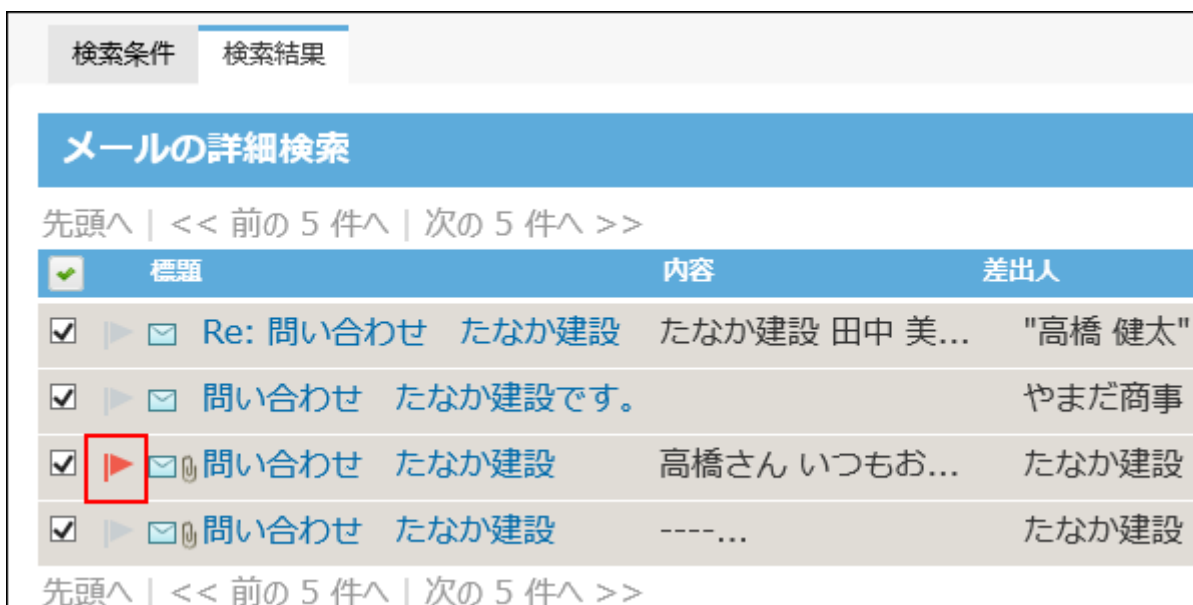 検索条件 検索結果
メールの詳細検索
先頭へ | << 前の 5 件へ | 次の 5 件へ >>
標題 内容 差出人
Re: 問い合わせ　たなか建設 たなか建設 田中 美... "高橋 健太"
問い合わせ　たなか建設です。 やまだ商事
問い合わせ　たなか建設 高橋さん いつもお... たなか建設
問い合わせ　たなか建設 ----... たなか建設
先頭へ | << 前の 5 件へ | 次の 5 件へ >>